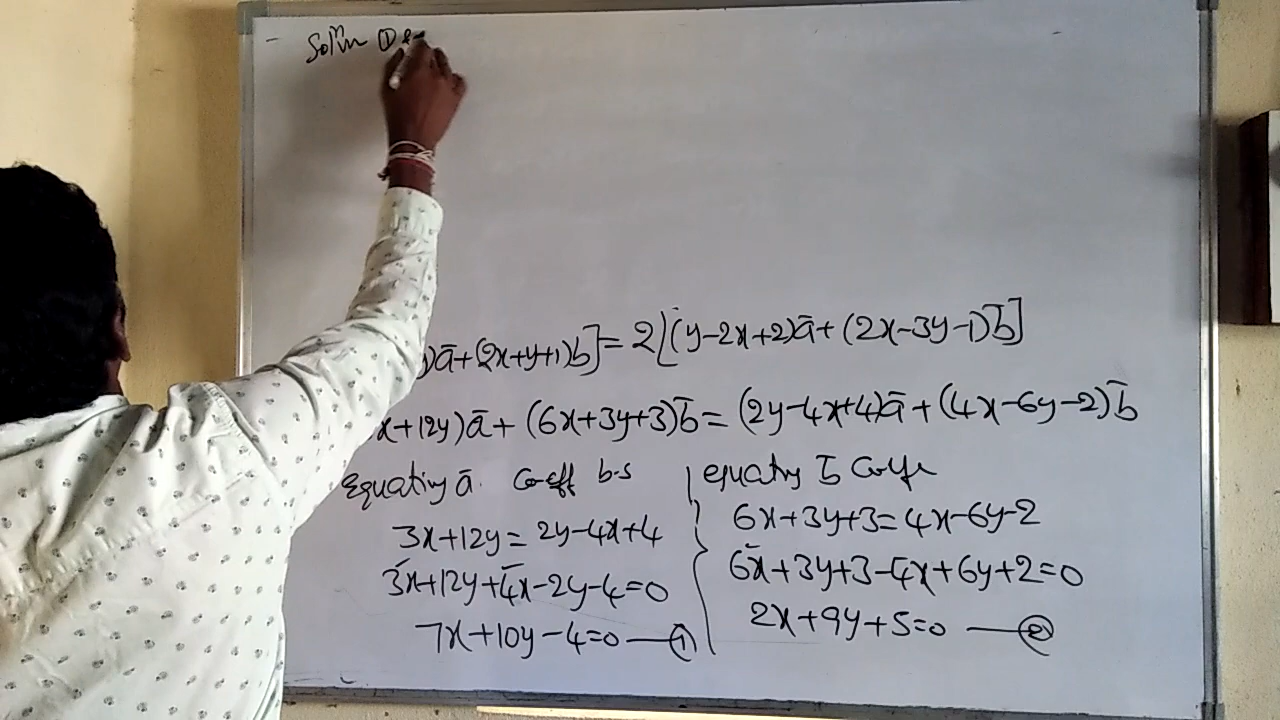 Solvin ① &
)ā+(2x+y+1)b̄]=2[(y-2x+2)ā+(2x-3y-1)b̄]
x+12y)ā+(6x+3y+3)b̄=(2y-4x+4)ā+(4x-6y-2)b̄
Equating ā. Coeff b.s
3x+12y=2y-4x+4
3x+12y+4x-2y-4=0
7x+10y-4=0 —①
equating b̄ Coeffe
6x+3y+3=4x-6y-2
6x+3y+3-4x+6y+2=0
2x+9y+5=0 —②